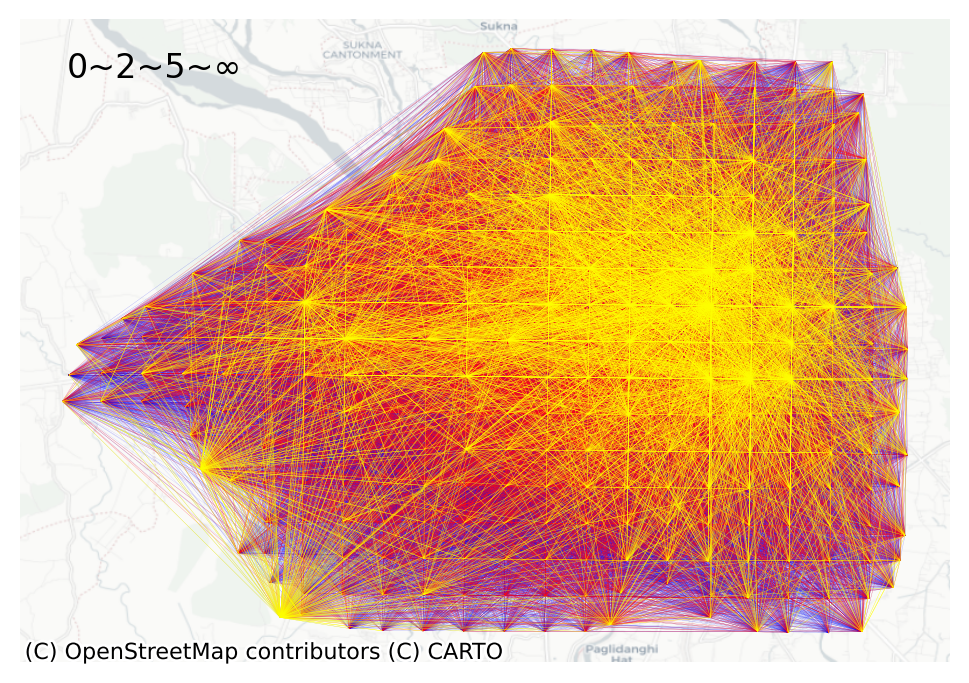 Sukna
SUKNA
CANTONMENT
0~2~5~∞
Paglidanghi
Hat
(C) OpenStreetMap contributors (C) CARTO